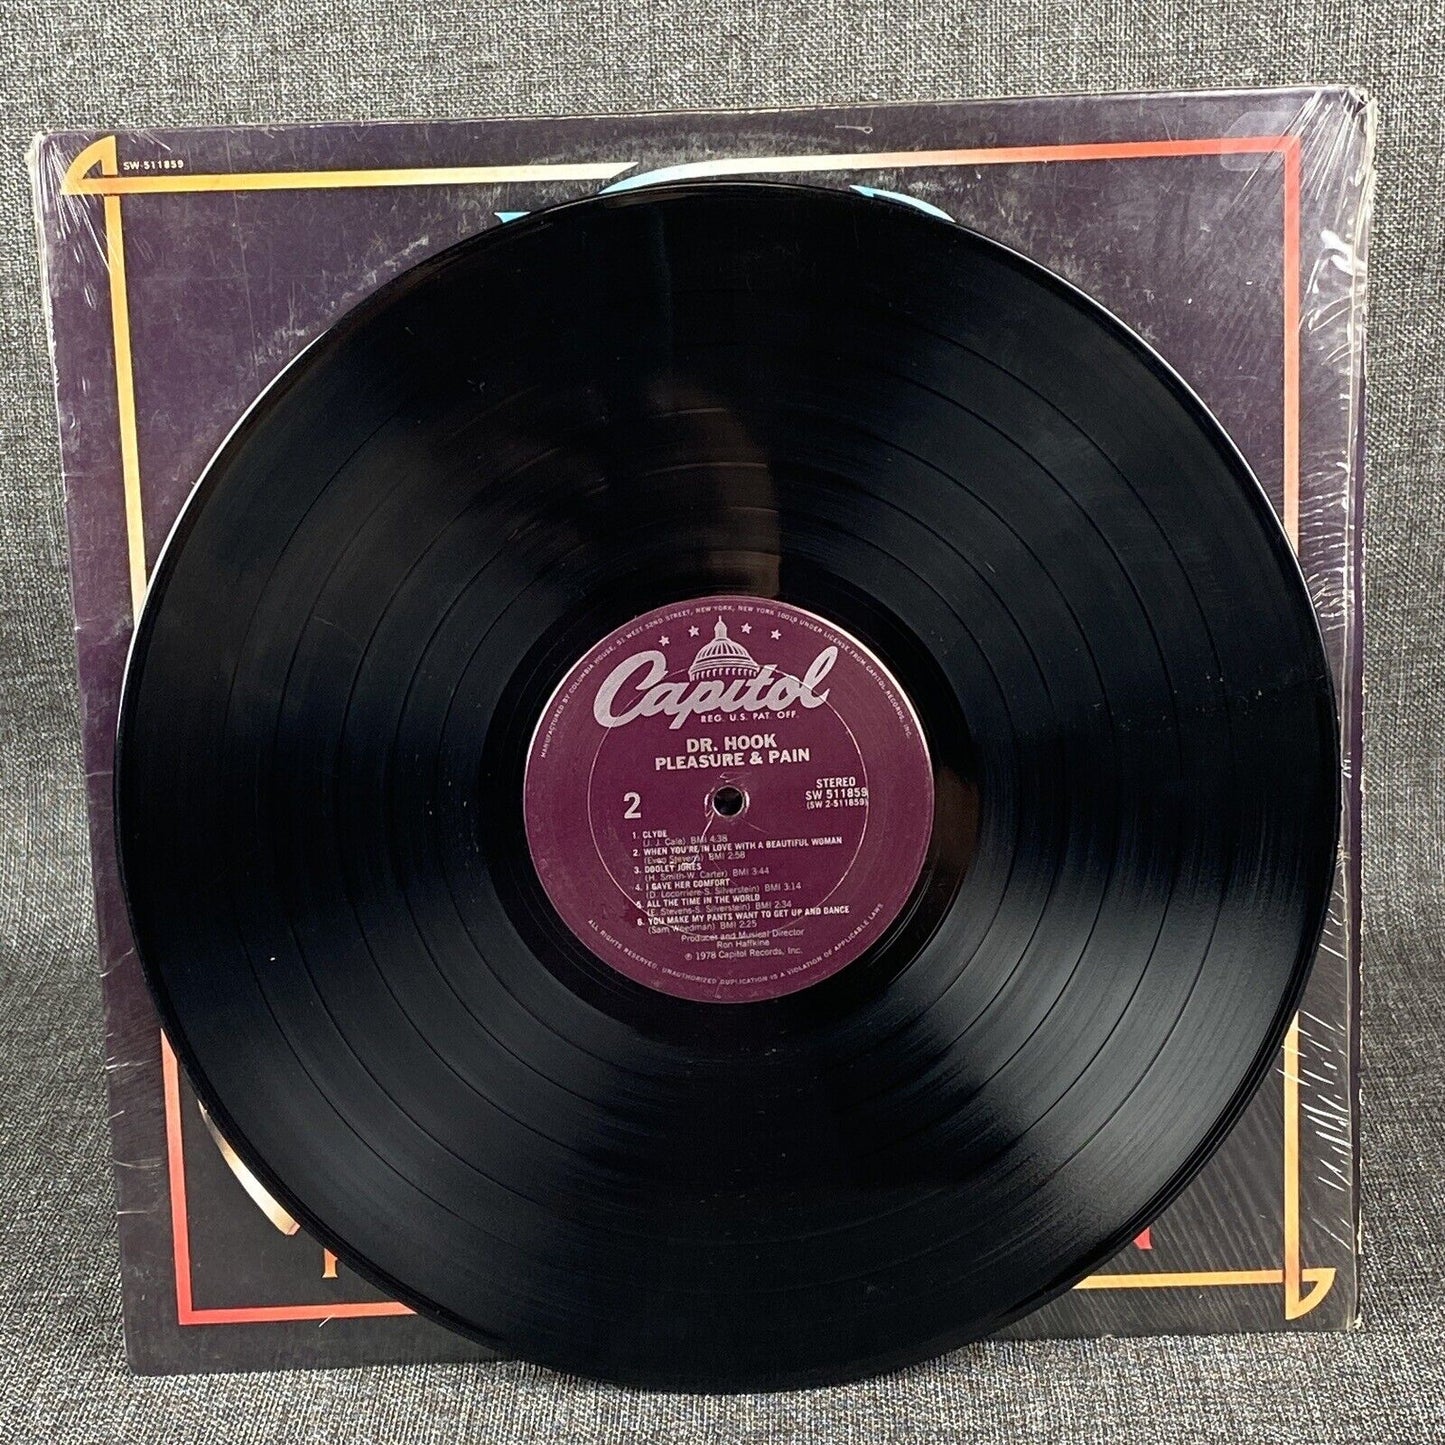 SW-511859
MANUFACTURED BY COLUMBIA HOUSE, 51 WEST 52ND STREET, NEW YORK, NEW YORK 10019 UNDER LICENSE FROM CAPITOL RECORDS, INC.
Capitol
REG. U.S. PAT. OFF.
DR. HOOK
PLEASURE & PAIN
STEREO
SW 511859
(SW 2-511859)
2
1. CLYDE
(J. J. Cale) BMI 4:38
2. WHEN YOU'RE IN LOVE WITH A BEAUTIFUL WOMAN
(Even Stevens) BMI 2:58
3. DOOLEY JONES
(H. Smith-W. Carter) BMI 3:44
4. I GAVE HER COMFORT
(D. Locorriere-S. Silverstein) BMI 3:14
5. ALL THE TIME IN THE WORLD
(E. Stevens-S. Silverstein) BMI 2:34
6. YOU MAKE MY PANTS WANT TO GET UP AND DANCE
(Sam Weedman) BMI 2:25
Producer and Musical Director
Ron Haffkine
℗ 1978 Capitol Records, Inc.
ALL RIGHTS RESERVED. UNAUTHORIZED DUPLICATION IS A VIOLATION OF APPLICABLE LAWS